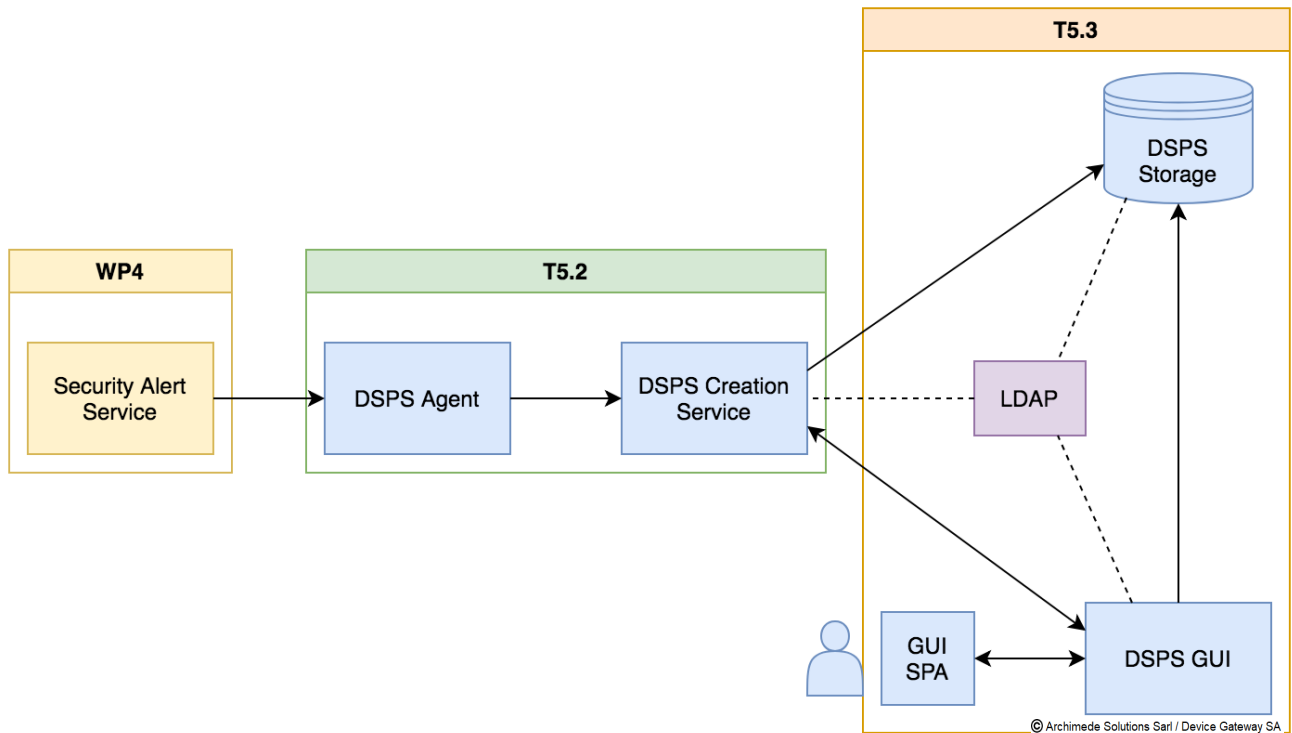 T5.3
DSPS
Storage
WP4
T5.2
Security Alert
Service
DSPS Agent
DSPS Creation
Service
LDAP
GUI
SPA
DSPS GUI
© Archimede Solutions Sarl / Device Gateway SA